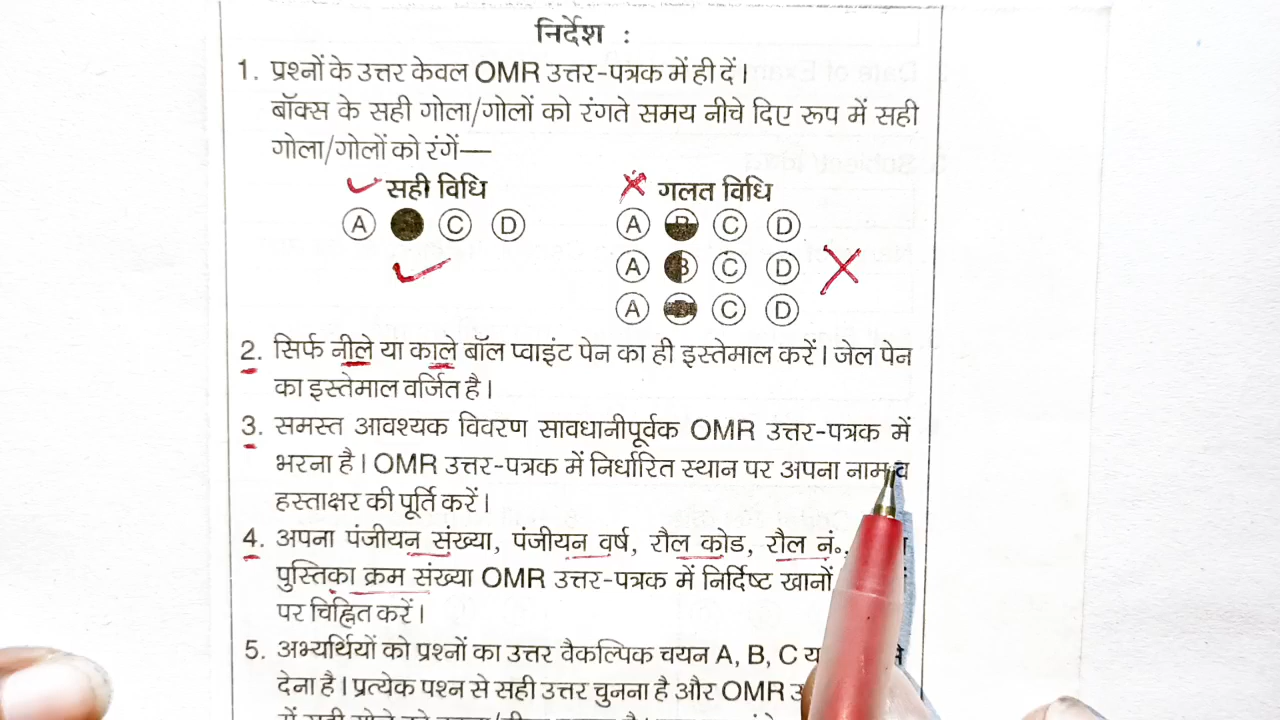 निर्देश :
1. प्रश्नों के उत्तर केवल OMR उत्तर-पत्रक में ही दें।
बॉक्स के सही गोला/गोलों को रंगते समय नीचे दिए रूप में सही
गोला/गोलों को रंगें—
सही विधि गलत विधि
A C D A B C D
A B C D
A B C D
2. सिर्फ नीले या काले बॉल प्वाइंट पेन का ही इस्तेमाल करें। जेल पेन
का इस्तेमाल वर्जित है।
3. समस्त आवश्यक विवरण सावधानीपूर्वक OMR उत्तर-पत्रक में
भरना है। OMR उत्तर-पत्रक में निर्धारित स्थान पर अपना नाम व
हस्ताक्षर की पूर्ति करें।
4. अपना पंजीयन संख्या, पंजीयन वर्ष, रौल कोड, रौल नं०,
पुस्तिका क्रम संख्या OMR उत्तर-पत्रक में निर्दिष्ट खानों
पर चिह्नित करें।
5. अभ्यर्थियों को प्रश्नों का उत्तर वैकल्पिक चयन A, B, C
देना है। प्रत्येक पश्न से सही उत्तर चुनना है और OMR